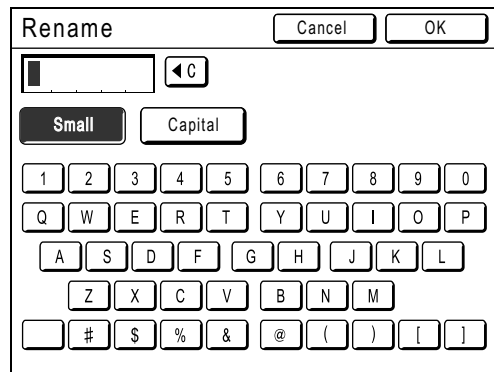 Rename Cancel OK
C
Small Capital
1 2 3 4 5 6 7 8 9 0
Q W E R T Y U I O P
A S D F G H J K L
Z X C V B N M
# $ % & @ ( ) [ ]